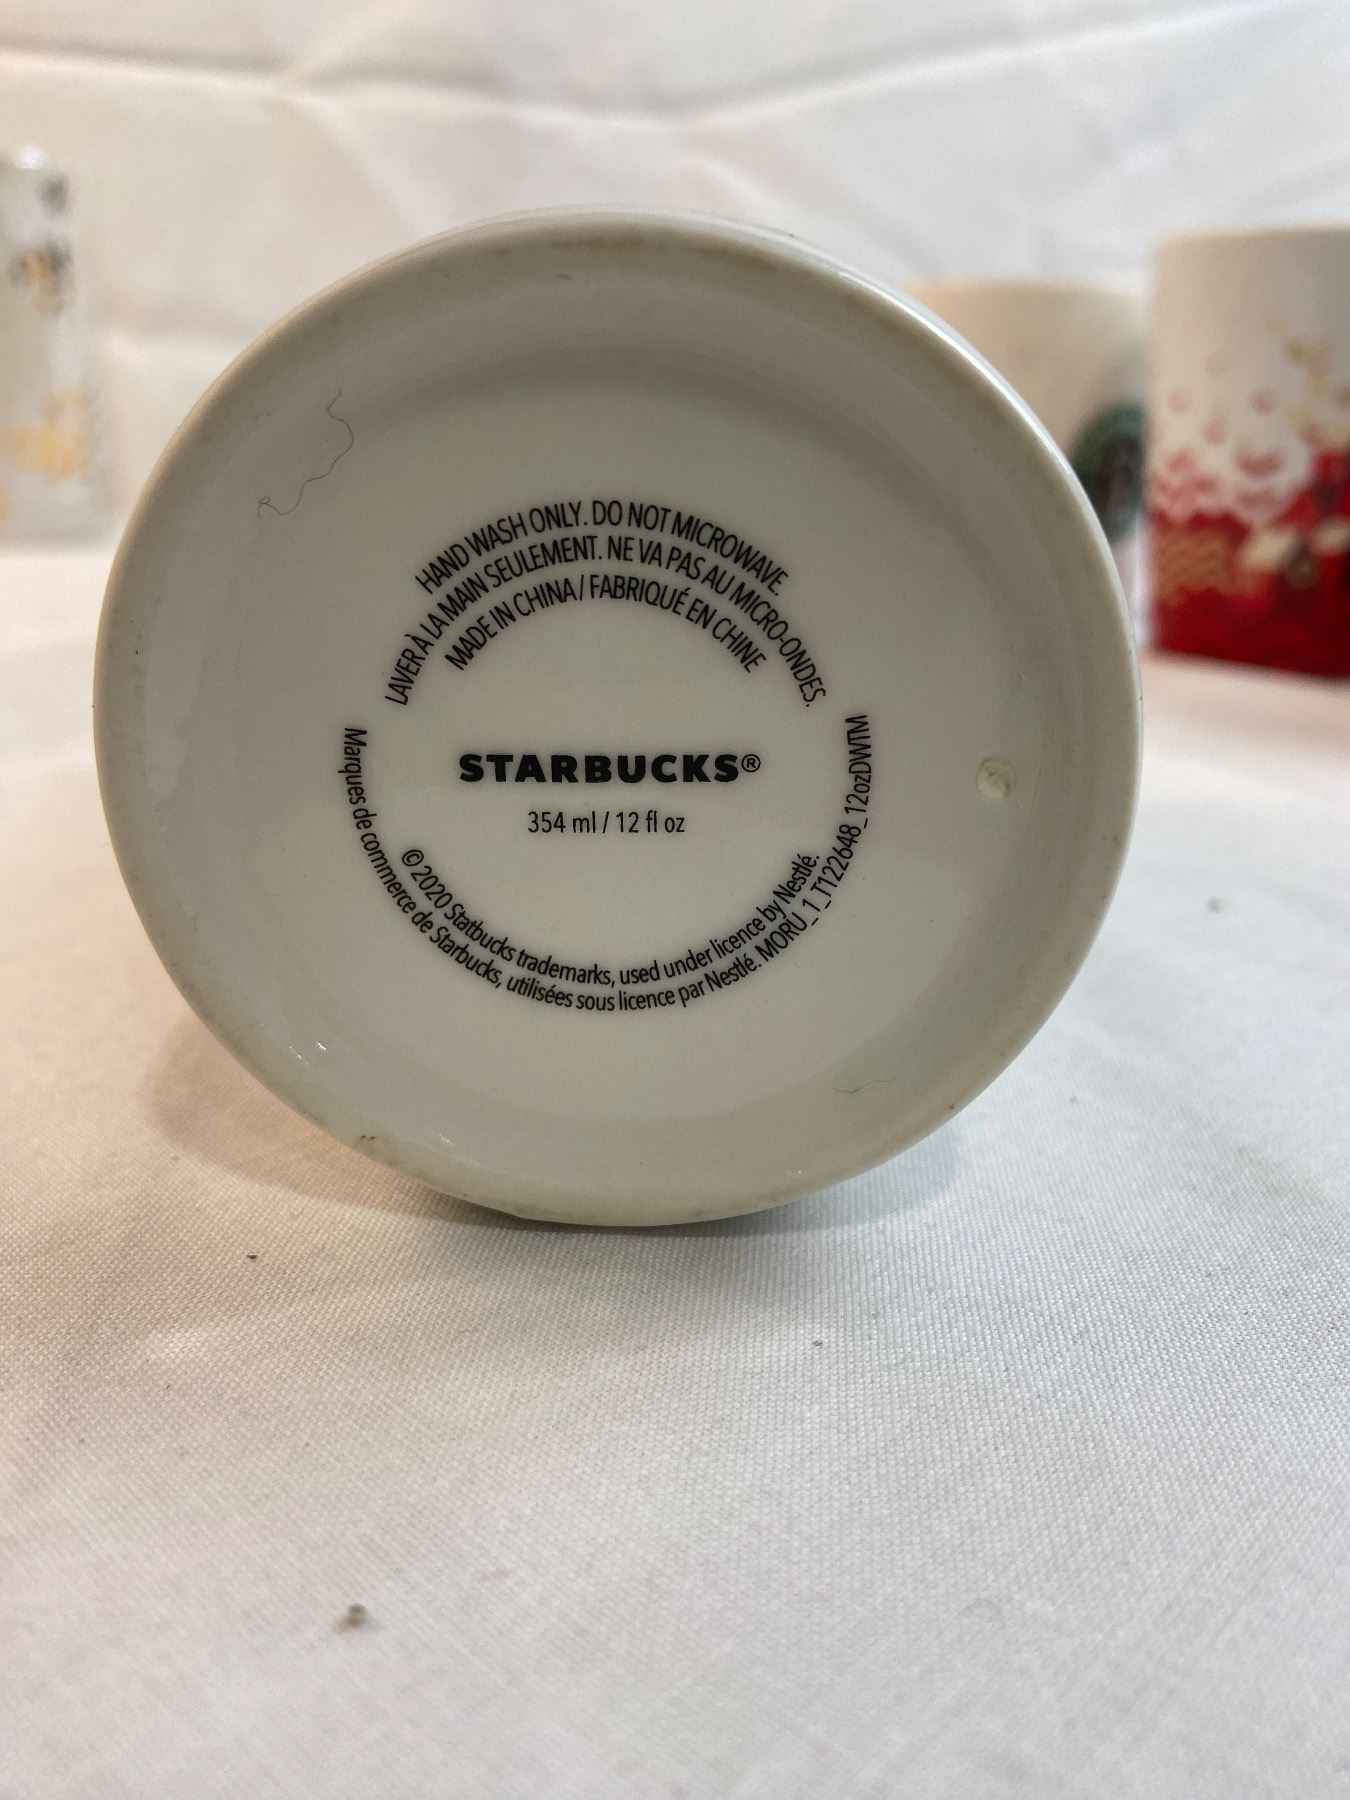 HAND WASH ONLY. DO NOT MICROWAVE.
LAVER À LA MAIN SEULEMENT. NE VA PAS AU MICRO-ONDES.
MADE IN CHINA / FABRIQUÉ EN CHINE
STARBUCKS®
354 ml / 12 fl oz
© 2020 Statbucks trademarks, used under licence by Nestlé.
Marques de commerce de Starbucks, utilisées sous licence par Nestlé. MORU_1_T122648_12ozDWTM